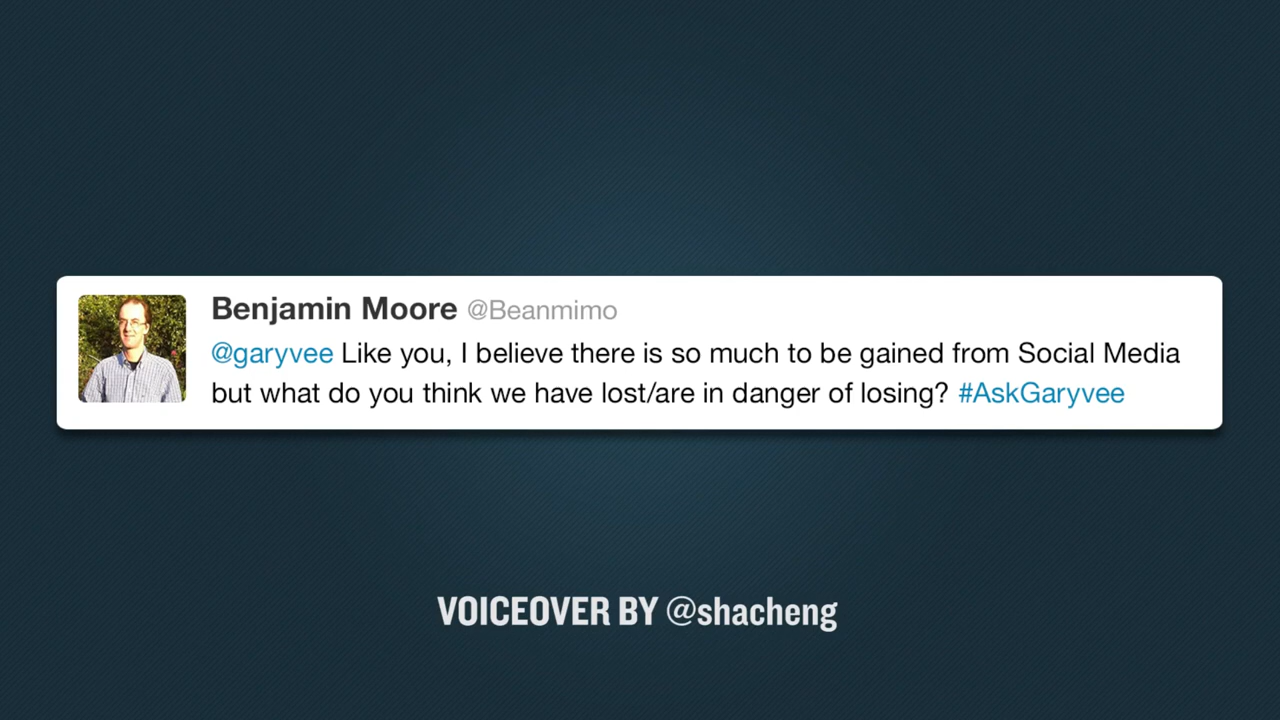 Benjamin Moore @Beanmimo
@garyvee Like you, I believe there is so much to be gained from Social Media
but what do you think we have lost/are in danger of losing? #AskGaryvee
VOICEOVER BY @shacheng